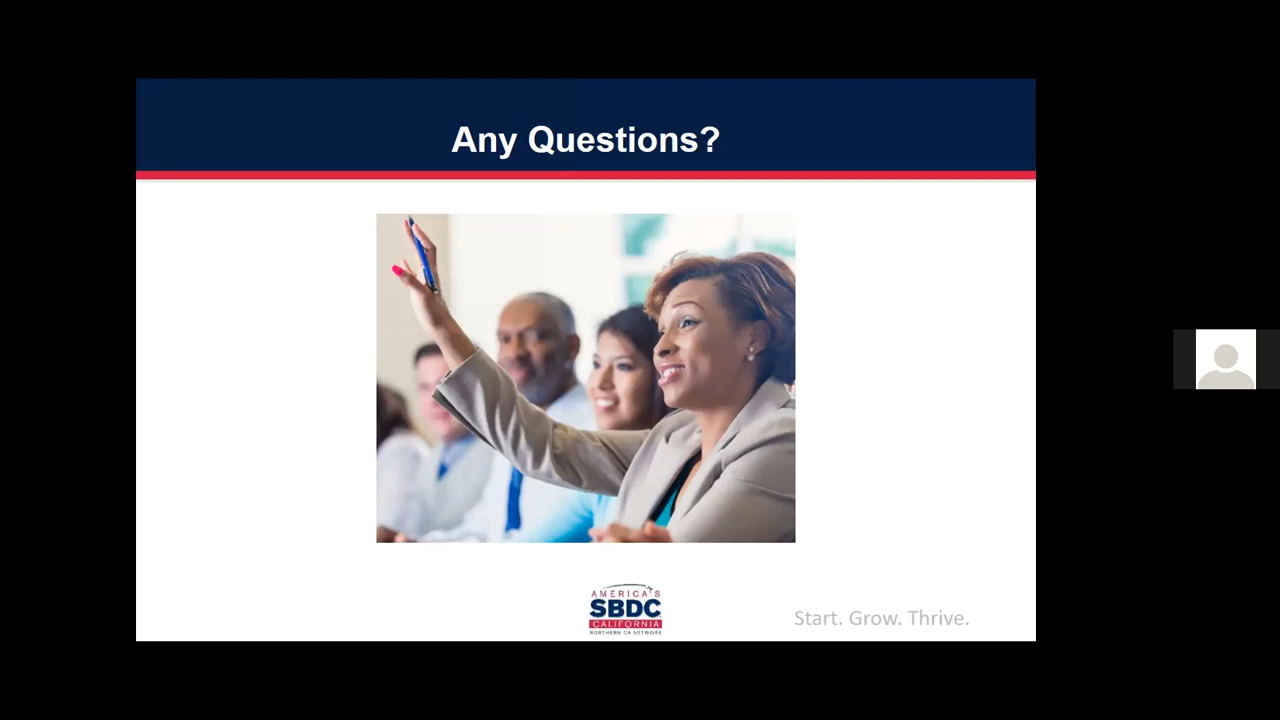 Any Questions?
AMERICA'S
SBDC
CALIFORNIA
NORTHERN CA NETWORK
Start. Grow. Thrive.